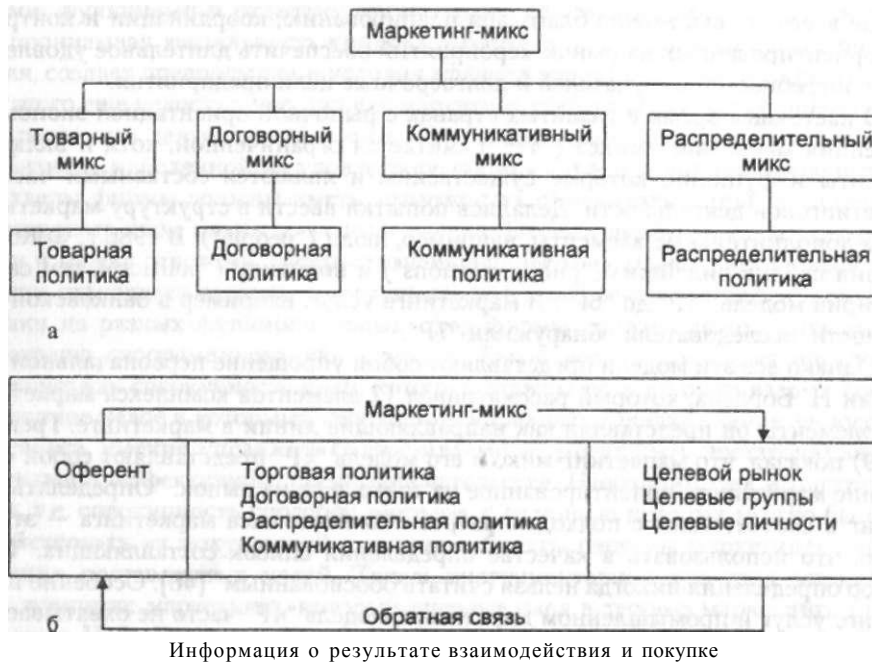 Маркетинг-микс
Товарный Договорный Коммуникативный Распределительный
микс микс микс микс
Товарная Договорная Коммуникативная Распределительная
политика политика политика политика
а
Маркетинг-микс
Оферент Торговая политика Целевой рынок
Договорная политика Целевые группы
Распределительная политика Целевые личности
Коммуникативная политика
б Обратная связь
Информация о результате взаимодействия и покупке